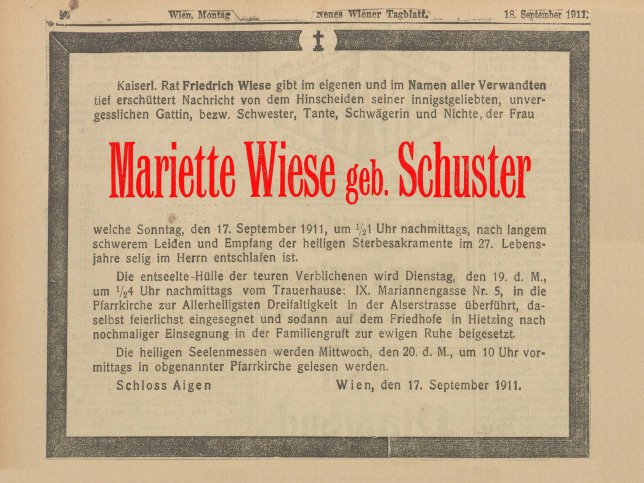 Wien, Montag Neues Wiener Tagblatt. 18. September 1911.
Kaiserl. Rat Friedrich Wiese gibt im eigenen und im Namen aller Verwandten
tief erschüttert Nachricht von dem Hinscheiden seiner innigstgeliebten, unver-
gesslichen Gattin, bezw. Schwester, Tante, Schwägerin und Nichte, der Frau
Mariette Wiese geb. Schuster
welche Sonntag, den 17. September 1911, um ½1 Uhr nachmittags, nach langem
schwerem Leiden und Empfang der heiligen Sterbesakramente im 27. Lebens-
jahre selig im Herrn entschlafen ist.
Die entseelte Hülle der teuren Verblichenen wird Dienstag, den 19. d. M.,
um ½4 Uhr nachmittags vom Trauerhause: IX. Mariannengasse Nr. 5, in die
Pfarrkirche zur Allerheiligsten Dreifaltigkeit in der Alserstrasse überführt, da-
selbst feierlichst eingesegnet und sodann auf dem Friedhofe in Hietzing nach
nochmaliger Einsegnung in der Familiengruft zur ewigen Ruhe beigesetzt.
Die heiligen Seelenmessen werden Mittwoch, den 20. d. M., um 10 Uhr vor-
mittags in obgenannter Pfarrkirche gelesen werden.
Schloss Aigen Wien, den 17. September 1911.